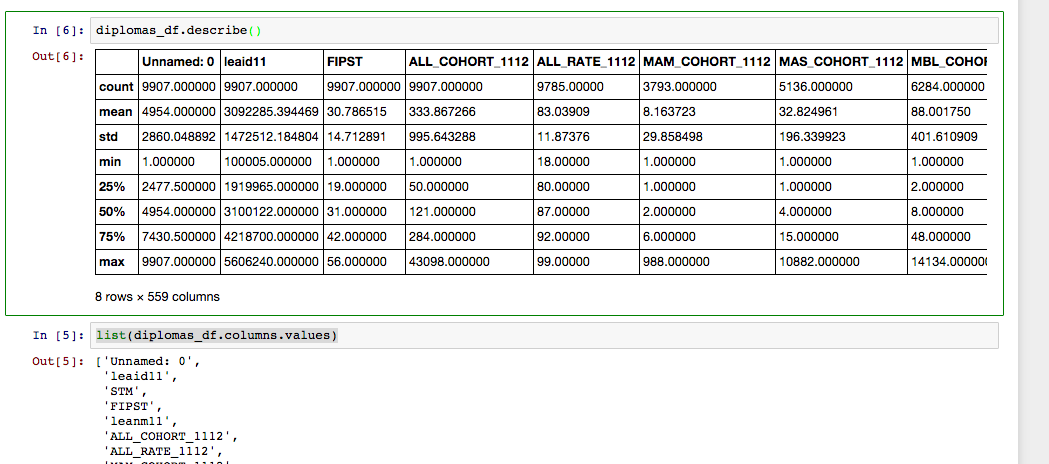 In [6]: diplomas_df.describe()
Out[6]:
Unnamed: 0 leaid11 FIPST ALL_COHORT_1112 ALL_RATE_1112 MAM_COHORT_1112 MAS_COHORT_1112
count 9907.000000 9907.000000 9907.000000 9907.000000 9785.00000 3793.000000 5136.000000 6284.000000
mean 4954.000000 3092285.394469 30.786515 333.867266 83.03909 8.163723 32.824961 88.001750
std 2860.048892 1472512.184804 14.712891 995.643288 11.87376 29.858498 196.339923 401.610909
min 1.000000 100005.000000 1.000000 1.000000 18.00000 1.000000 1.000000 1.000000
25% 2477.500000 1919965.000000 19.000000 50.000000 80.00000 1.000000 1.000000 2.000000
50% 4954.000000 3100122.000000 31.000000 121.000000 87.00000 2.000000 4.000000 8.000000
75% 7430.500000 4218700.000000 42.000000 284.000000 92.00000 6.000000 15.000000 48.000000
max 9907.000000 5606240.000000 56.000000 43098.000000 99.00000 988.000000 10882.000000 14134.00000
8 rows × 559 columns
In [5]: list(diplomas_df.columns.values)
Out[5]: ['Unnamed: 0',
'leaid11',
'STM',
'FIPST',
'leanm11',
'ALL_COHORT_1112',
'ALL_RATE_1112',